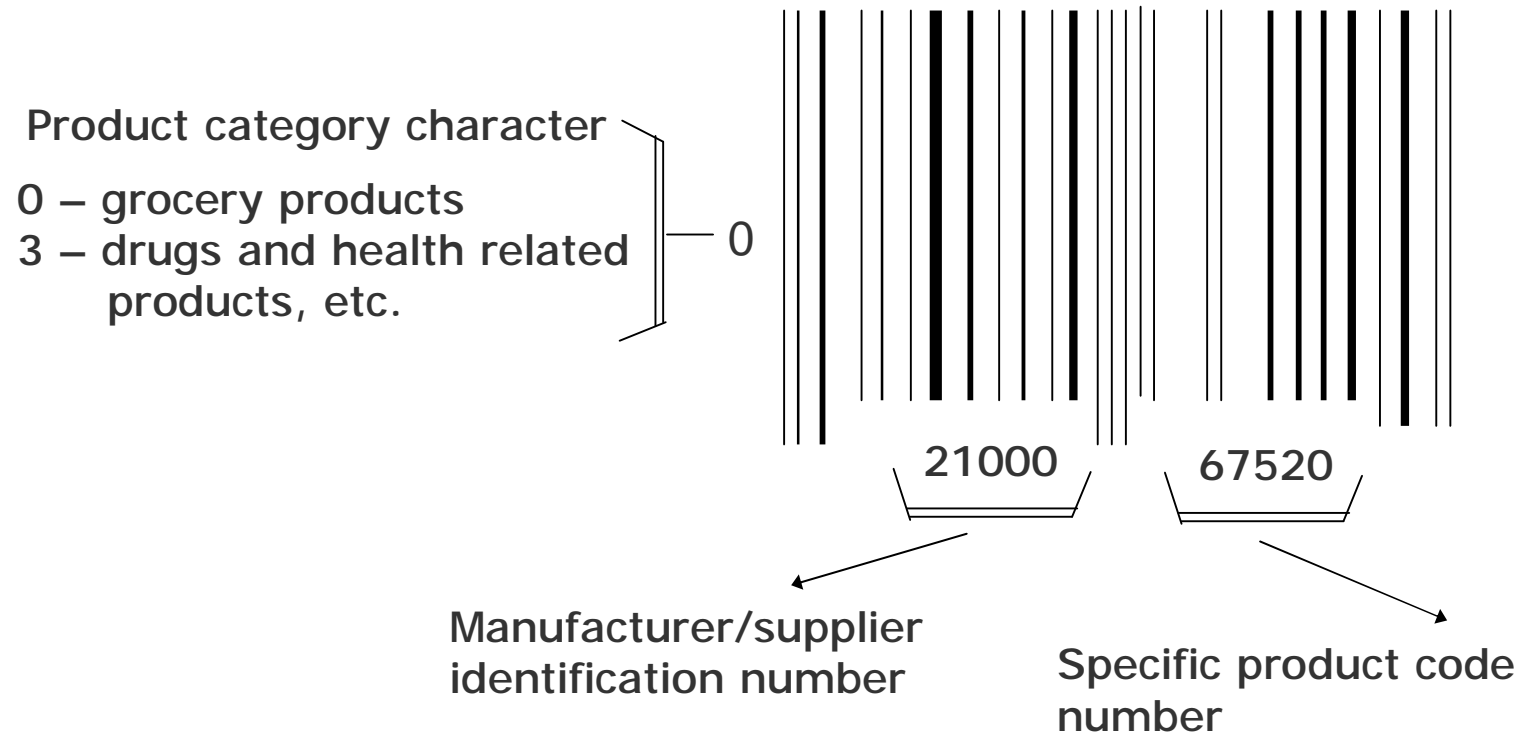 Product category character
0 – grocery products
3 – drugs and health related
products, etc.
0
21000
67520
Manufacturer/supplier
identification number
Specific product code
number